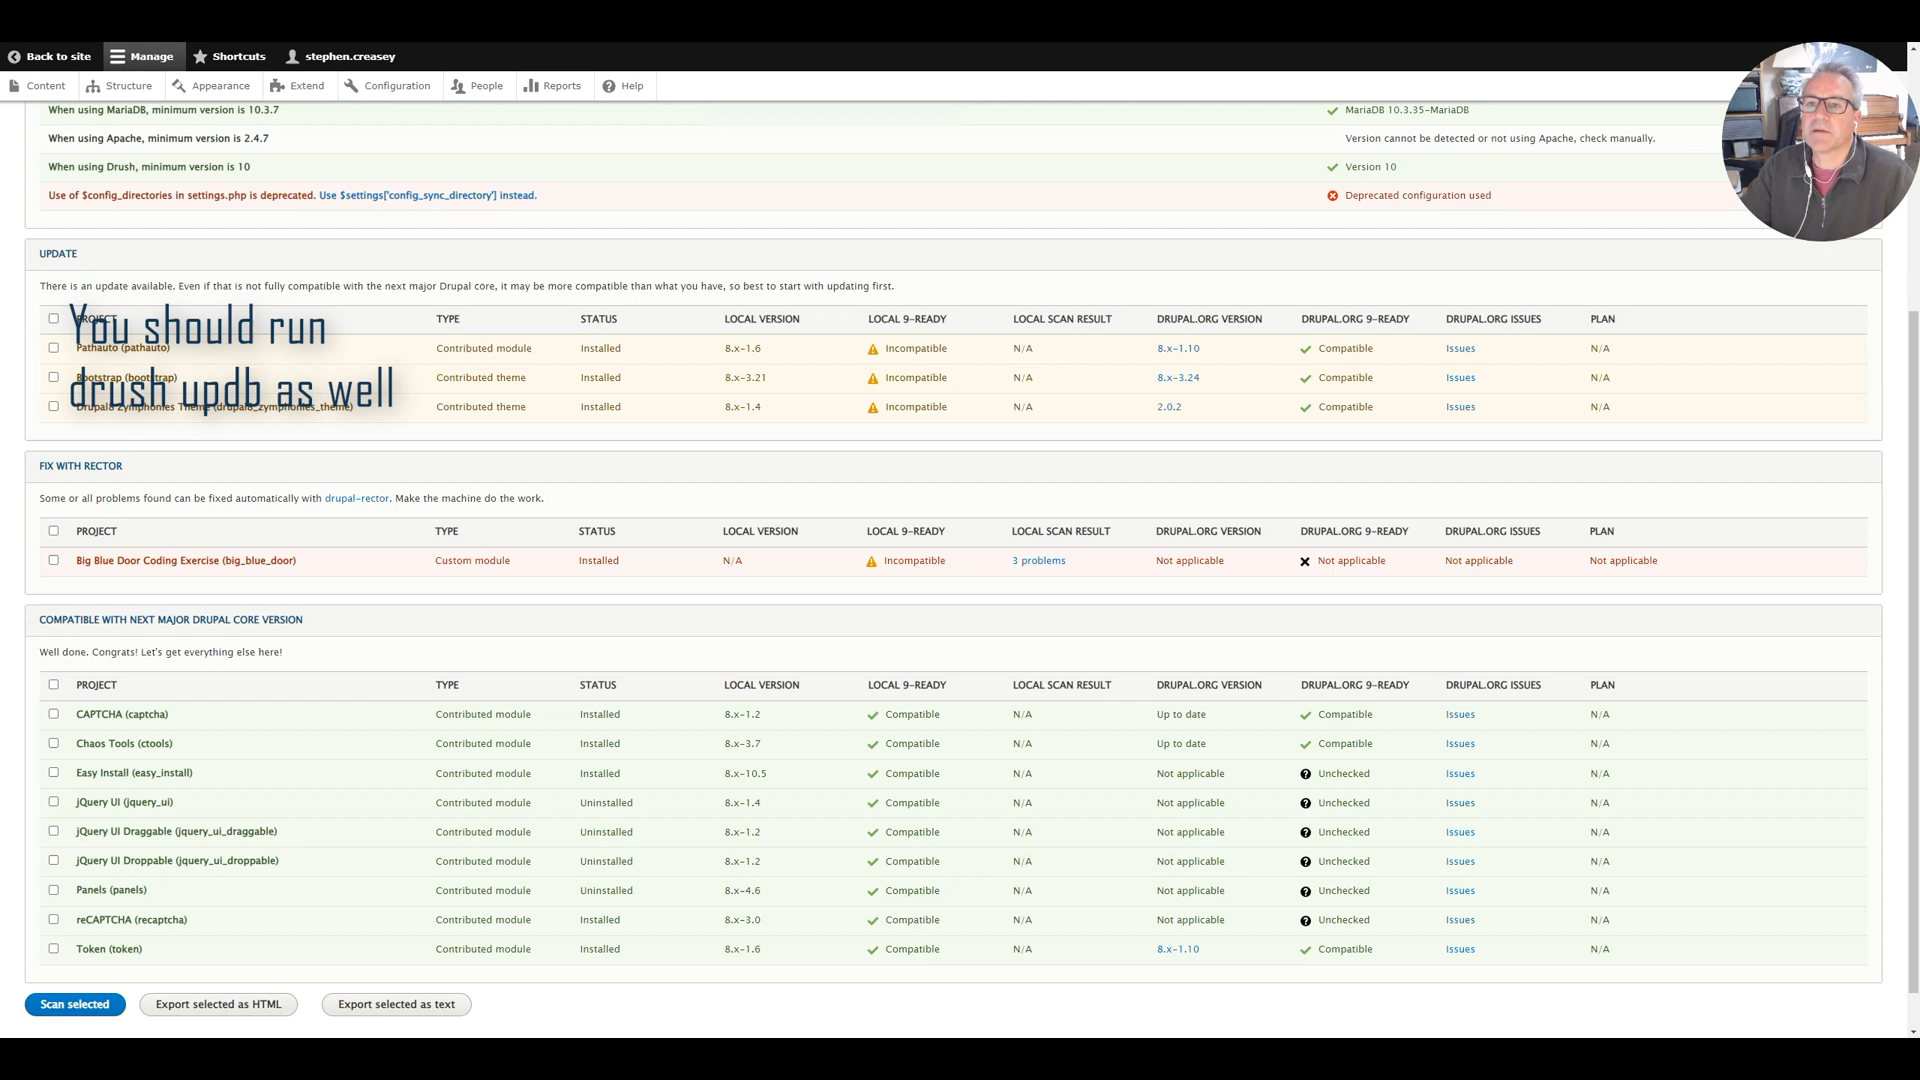 Back to site Manage Shortcuts stephen.creasey
Content Structure Appearance Extend Configuration People Reports Help
When using MariaDB, minimum version is 10.3.7 MariaDB 10.3.35-MariaDB
When using Apache, minimum version is 2.4.7 Version cannot be detected or not using Apache, check manually.
When using Drush, minimum version is 10 Version 10
Use of $config_directories in settings.php is deprecated. Use $settings['config_sync_directory'] instead. Deprecated configuration used
UPDATE
There is an update available. Even if that is not fully compatible with the next major Drupal core, it may be more compatible than what you have, so best to start with updating first.
PROJECT TYPE STATUS LOCAL VERSION LOCAL 9-READY LOCAL SCAN RESULT DRUPAL.ORG VERSION DRUPAL.ORG 9-READY DRUPAL.ORG ISSUES PLAN
You should run
Pathauto (pathauto) Contributed module Installed 8.x-1.6 Incompatible N/A 8.x-1.10 Compatible Issues N/A
Bootstrap (bootstrap) Contributed theme Installed 8.x-3.21 Incompatible N/A 8.x-3.24 Compatible Issues N/A
drush updb as well
Drupal8 Zymphonies Theme (drupal8_zymphonies_theme) Contributed theme Installed 8.x-1.4 Incompatible N/A 2.0.2 Compatible Issues N/A
FIX WITH RECTOR
Some or all problems found can be fixed automatically with drupal-rector. Make the machine do the work.
PROJECT TYPE STATUS LOCAL VERSION LOCAL 9-READY LOCAL SCAN RESULT DRUPAL.ORG VERSION DRUPAL.ORG 9-READY DRUPAL.ORG ISSUES PLAN
Big Blue Door Coding Exercise (big_blue_door) Custom module Installed N/A Incompatible 3 problems Not applicable Not applicable Not applicable Not applicable
COMPATIBLE WITH NEXT MAJOR DRUPAL CORE VERSION
Well done. Congrats! Let's get everything else here!
PROJECT TYPE STATUS LOCAL VERSION LOCAL 9-READY LOCAL SCAN RESULT DRUPAL.ORG VERSION DRUPAL.ORG 9-READY DRUPAL.ORG ISSUES PLAN
CAPTCHA (captcha) Contributed module Installed 8.x-1.2 Compatible N/A Up to date Compatible Issues N/A
Chaos Tools (ctools) Contributed module Installed 8.x-3.7 Compatible N/A Up to date Compatible Issues N/A
Easy Install (easy_install) Contributed module Installed 8.x-10.5 Compatible N/A Not applicable Unchecked Issues N/A
jQuery UI (jquery_ui) Contributed module Uninstalled 8.x-1.4 Compatible N/A Not applicable Unchecked Issues N/A
jQuery UI Draggable (jquery_ui_draggable) Contributed module Uninstalled 8.x-1.2 Compatible N/A Not applicable Unchecked Issues N/A
jQuery UI Droppable (jquery_ui_droppable) Contributed module Uninstalled 8.x-1.2 Compatible N/A Not applicable Unchecked Issues N/A
Panels (panels) Contributed module Uninstalled 8.x-4.6 Compatible N/A Not applicable Unchecked Issues N/A
reCAPTCHA (recaptcha) Contributed module Installed 8.x-3.0 Compatible N/A Not applicable Unchecked Issues N/A
Token (token) Contributed module Installed 8.x-1.6 Compatible N/A 8.x-1.10 Compatible Issues N/A
Scan selected Export selected as HTML Export selected as text